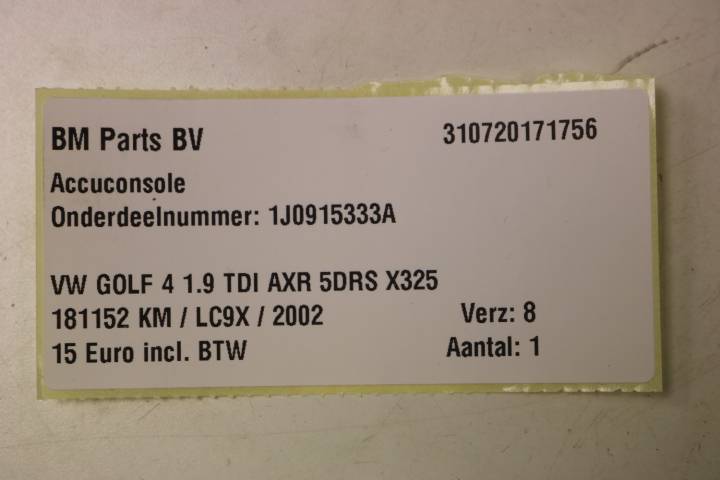 BM Parts BV 310720171756
Accuconsole
Onderdeelnummer: 1J0915333A
VW GOLF 4 1.9 TDI AXR 5DRS X325
181152 KM / LC9X / 2002 Verz: 8
15 Euro incl. BTW Aantal: 1